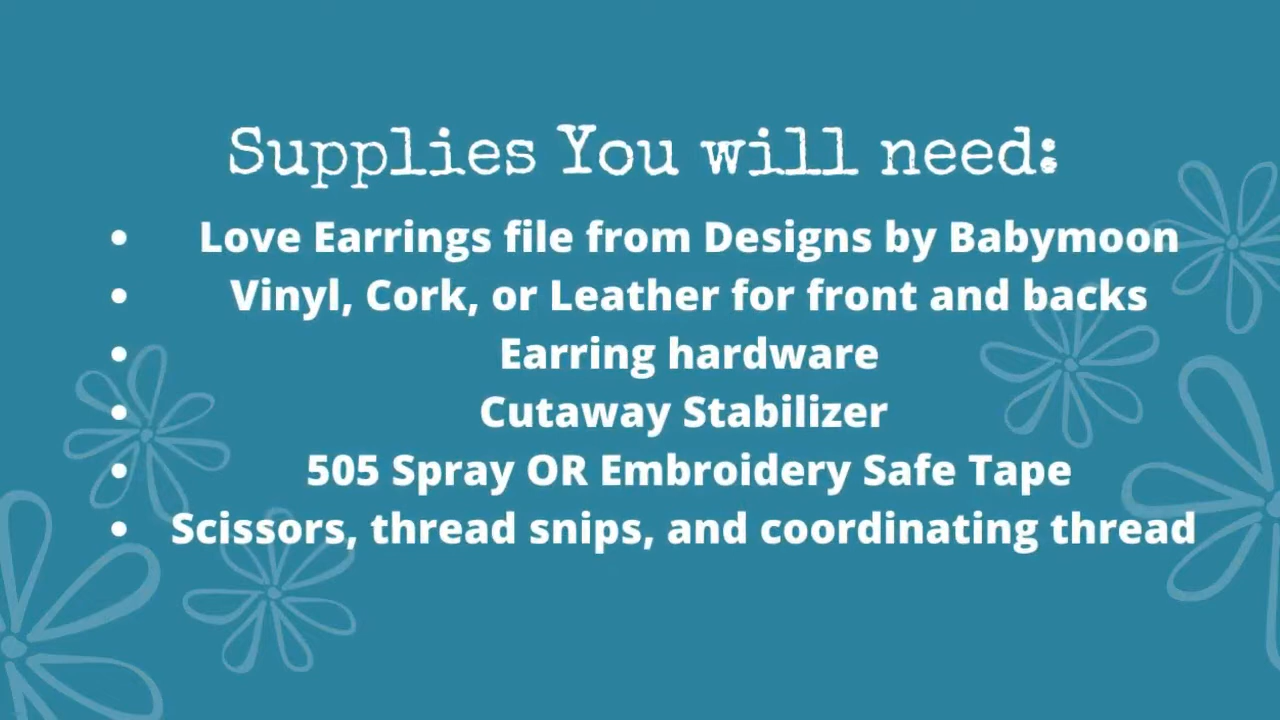 Supplies You will need:
• Love Earrings file from Designs by Babymoon
• Vinyl, Cork, or Leather for front and backs
• Earring hardware
• Cutaway Stabilizer
• 505 Spray OR Embroidery Safe Tape
• Scissors, thread snips, and coordinating thread